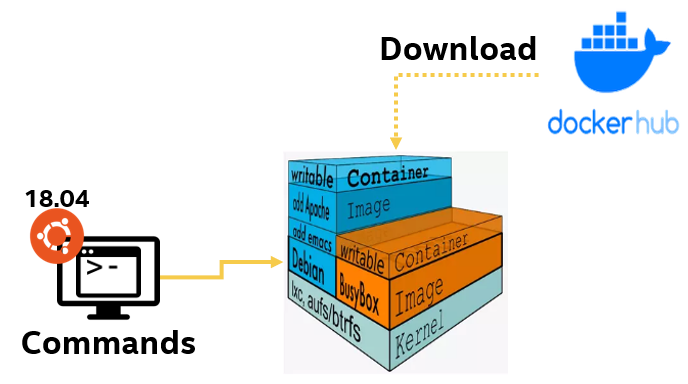 Download
docker hub
18.04
>-
Commands
writable Container
add Apache Image
add emacs
Debian
writable Container
BusyBox Image
lxc, aufs/btrfs
Kernel